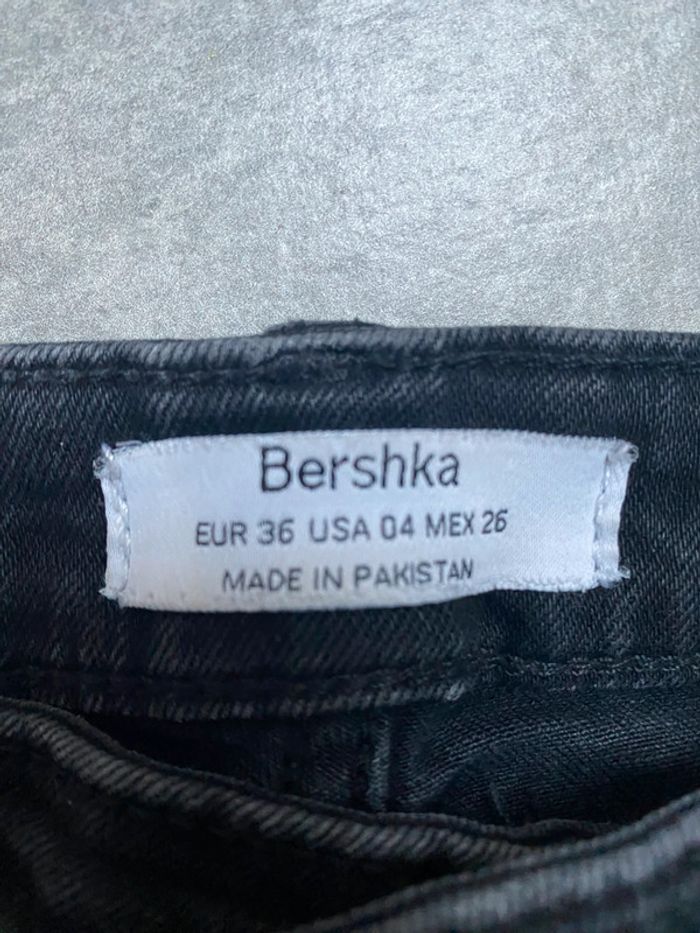 Bershka
EUR 36 USA 04 MEX 26
MADE IN PAKISTAN